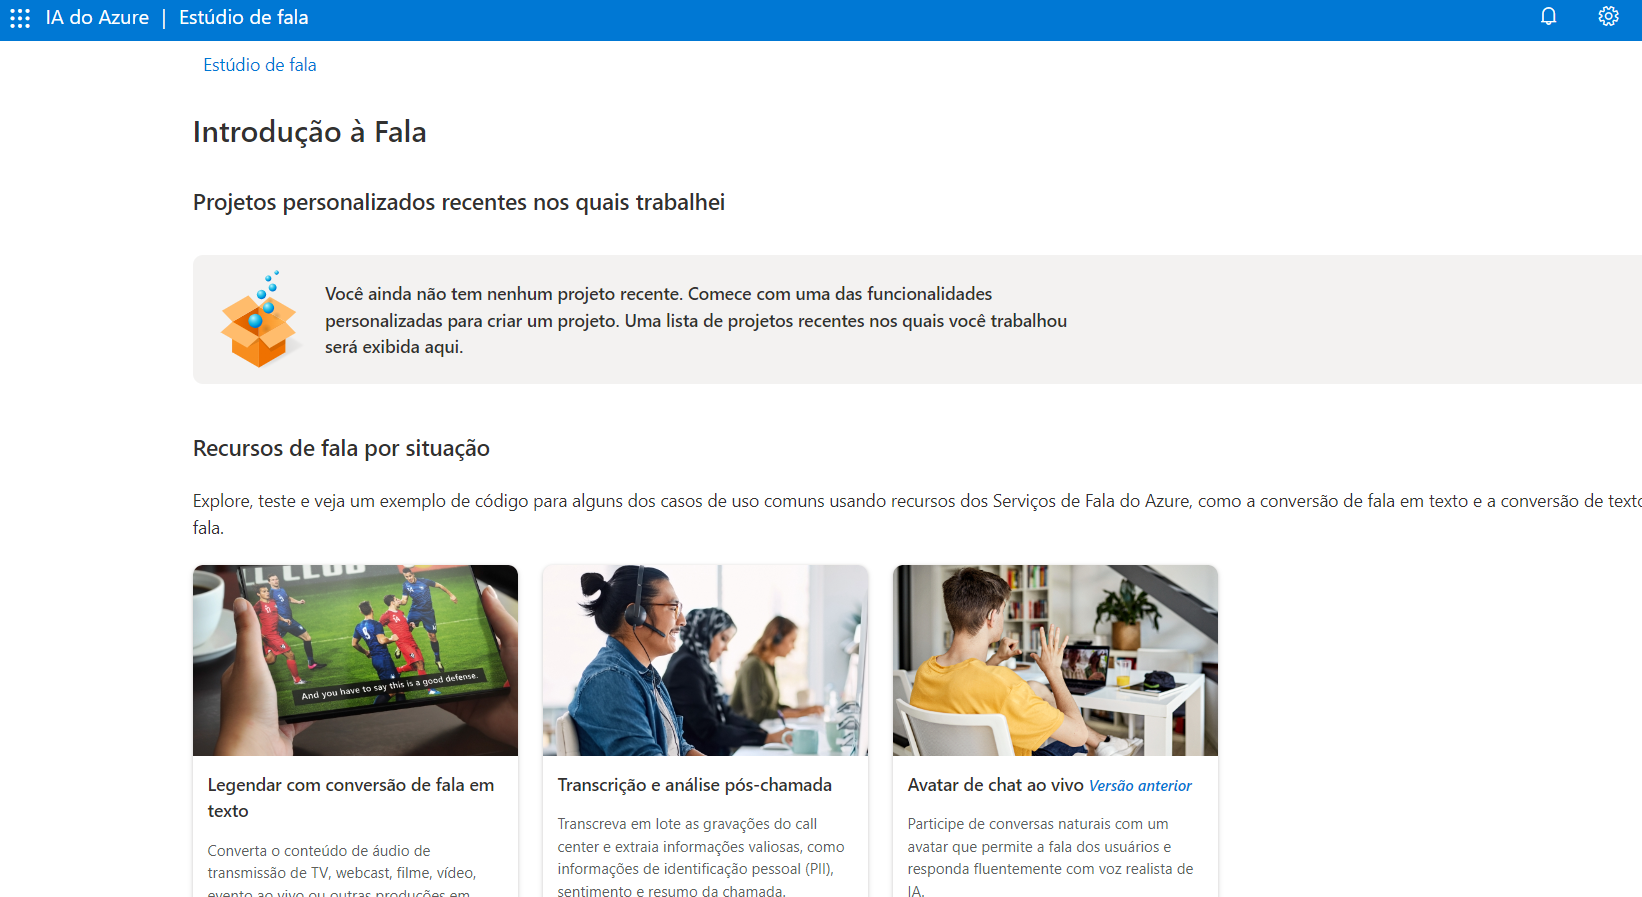 IA do Azure | Estúdio de fala
Estúdio de fala
Introdução à Fala
Projetos personalizados recentes nos quais trabalhei
Você ainda não tem nenhum projeto recente. Comece com uma das funcionalidades
personalizadas para criar um projeto. Uma lista de projetos recentes nos quais você trabalhou
será exibida aqui.
Recursos de fala por situação
Explore, teste e veja um exemplo de código para alguns dos casos de uso comuns usando recursos dos Serviços de Fala do Azure, como a conversão de fala em texto e a conversão de texto
fala.
And you have to say this is a good defense.
Legendar com conversão de fala em
texto
Converta o conteúdo de áudio de
transmissão de TV, webcast, filme, vídeo,
evento ao vivo ou outras produções em
Transcrição e análise pós-chamada
Transcreva em lote as gravações do call
center e extraia informações valiosas, como
informações de identificação pessoal (PII),
sentimento e resumo da chamada.
Avatar de chat ao vivo Versão anterior
Participe de conversas naturais com um
avatar que permite a fala dos usuários e
responda fluentemente com voz realista de
IA.